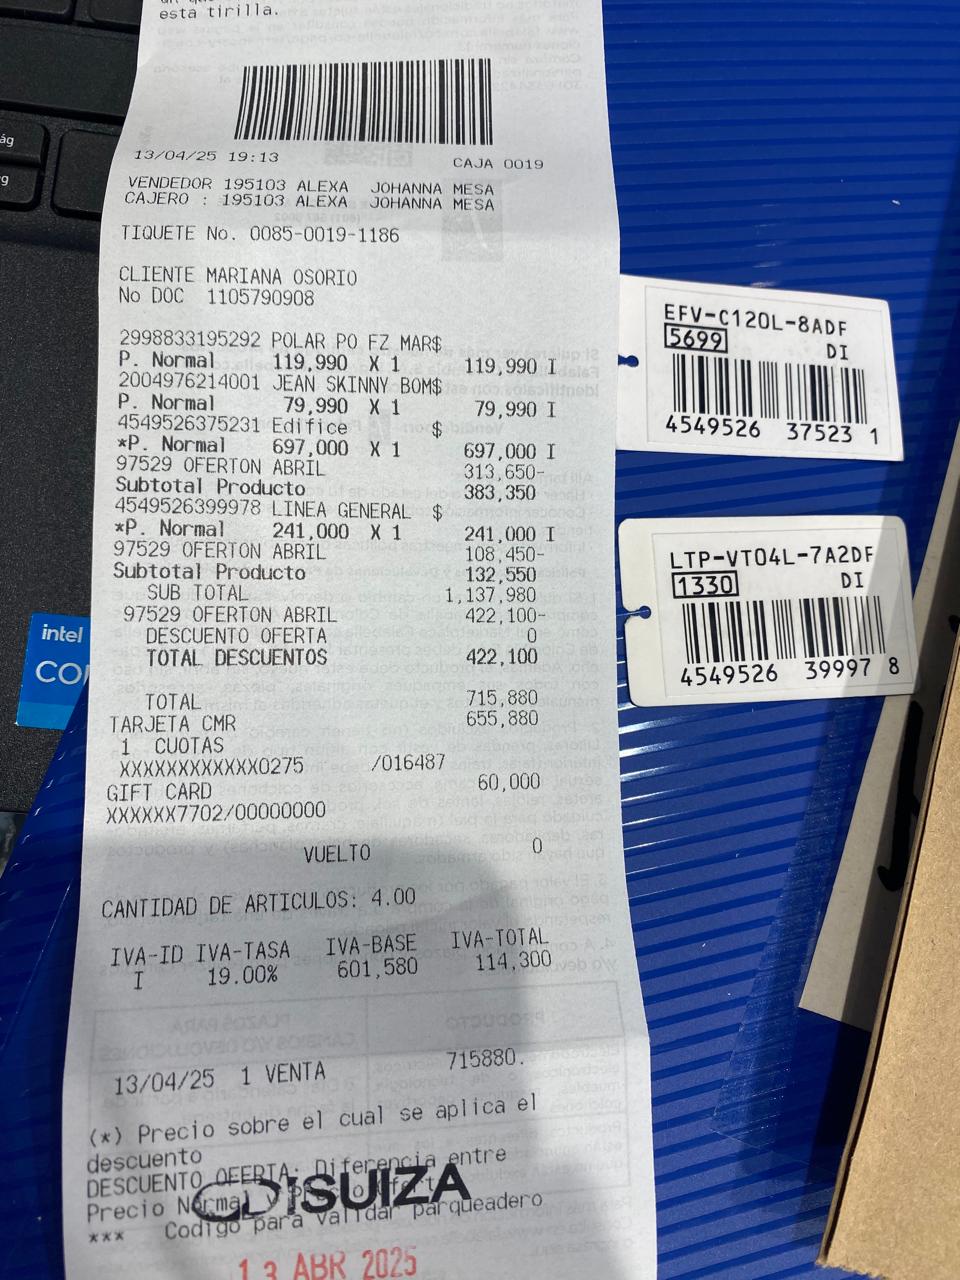 esta tirilla.
13/04/25 19:13 CAJA 0019
VENDEDOR 195103 ALEXA JOHANNA MESA
CAJERO : 195103 ALEXA JOHANNA MESA
TIQUETE No. 0085-0019-1186
CLIENTE MARIANA OSORIO
No DOC 1105790908
2998833195292 POLAR PO FZ MAR$
P. Normal 119,990 X 1 119,990 I
2004976214001 JEAN SKINNY BOM$
P. Normal 79,990 X 1 79,990 I
4549526375231 Edifice $
*P. Normal 697,000 X 1 697,000 I
97529 OFERTON ABRIL 313,650-
Subtotal Producto 383,350
4549526399978 LINEA GENERAL $
*P. Normal 241,000 X 1 241,000 I
97529 OFERTON ABRIL 108,450-
Subtotal Producto 132,550
SUB TOTAL 1,137,980
97529 OFERTON ABRIL 422,100-
DESCUENTO OFERTA 0
TOTAL DESCUENTOS 422,100
TOTAL 715,880
TARJETA CMR 655,880
1 CUOTAS
XXXXXXXXXXXX0275 /016487
GIFT CARD 60,000
XXXXXX7702/00000000
VUELTO 0
CANTIDAD DE ARTICULOS: 4.00
IVA-ID IVA-TASA IVA-BASE IVA-TOTAL
I 19.00% 601,580 114,300
13/04/25 1 VENTA 715880.
(*) Precio sobre el cual se aplica el
descuento
DESCUENTO OFERTA: Diferencia entre
Precio Normal y
*** Codigo para validar parqueadero
DISUIZA
13 ABR 2025
EFV-C120L-8ADF
5699 DI
4549526 37523 1
LTP-VT04L-7A2DF
1330 DI
4549526 39997 8
intel